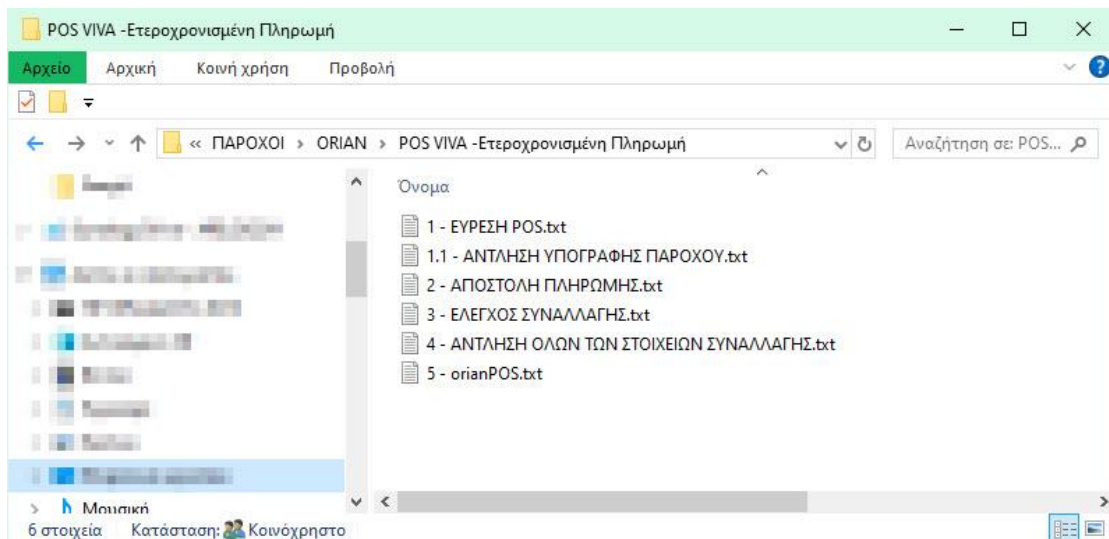 POS VIVA -Ετεροχρονισμένη Πληρωμή
Αρχείο Αρχική Κοινή χρήση Προβολή
« ΠΑΡΟΧΟΙ › ORIAN › POS VIVA -Ετεροχρονισμένη Πληρωμή Αναζήτηση σε: POS...
Όνομα
1 - ΕΥΡΕΣΗ POS.txt
1.1 - ΑΝΤΛΗΣΗ ΥΠΟΓΡΑΦΗΣ ΠΑΡΟΧΟΥ.txt
2 - ΑΠΟΣΤΟΛΗ ΠΛΗΡΩΜΗΣ.txt
3 - ΕΛΕΓΧΟΣ ΣΥΝΑΛΛΑΓΗΣ.txt
4 - ΑΝΤΛΗΣΗ ΟΛΩΝ ΤΩΝ ΣΤΟΙΧΕΙΩΝ ΣΥΝΑΛΛΑΓΗΣ.txt
5 - orianPOS.txt
Μουσική
6 στοιχεία Κατάσταση: Κοινόχρηστο